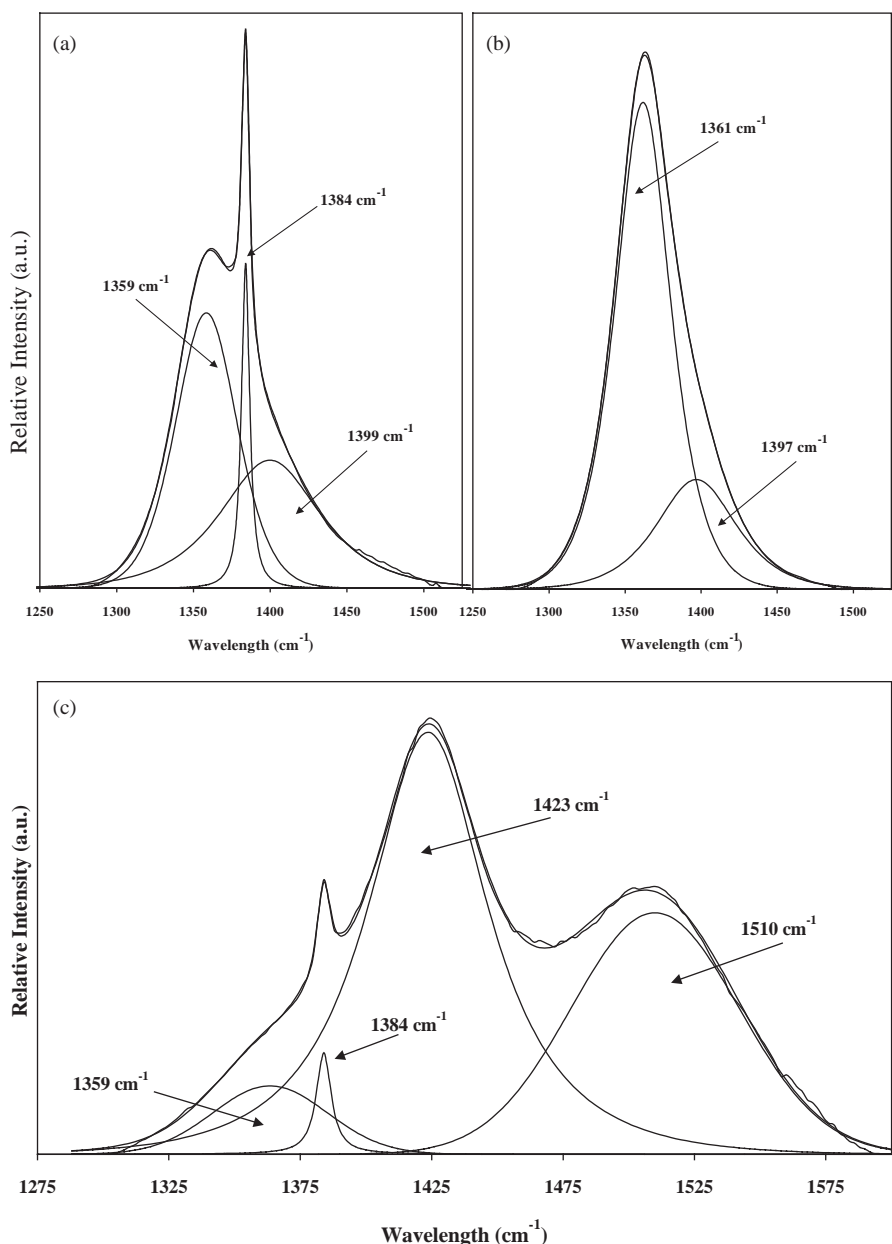 (a)
1384 cm⁻¹
1359 cm⁻¹
1399 cm⁻¹
Relative Intensity (a.u.)
1250 1300 1350 1400 1450 1500
Wavelength (cm⁻¹)
(b)
1361 cm⁻¹
1397 cm⁻¹
1250 1300 1350 1400 1450 1500
Wavelength (cm⁻¹)
(c)
1423 cm⁻¹
1510 cm⁻¹
1384 cm⁻¹
1359 cm⁻¹
Relative Intensity (a.u.)
1275 1325 1375 1425 1475 1525 1575
Wavelength (cm⁻¹)